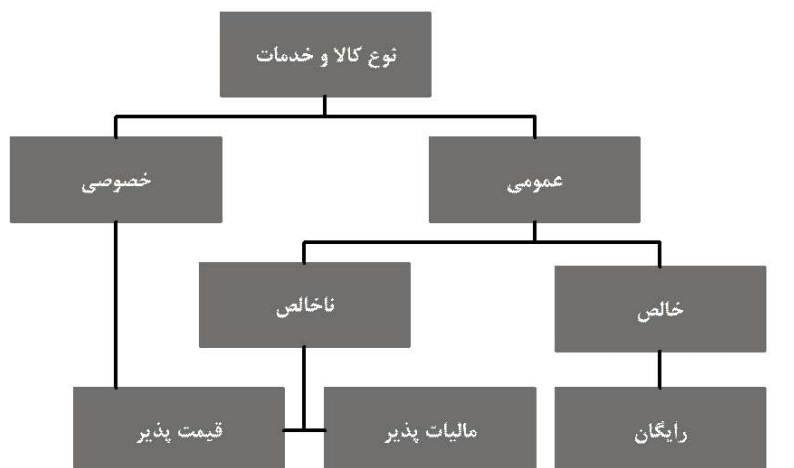 نوع کالا و خدمات
عمومی
خصوصی
خالص
ناخالص
رایگان
مالیات پذیر
قیمت پذیر